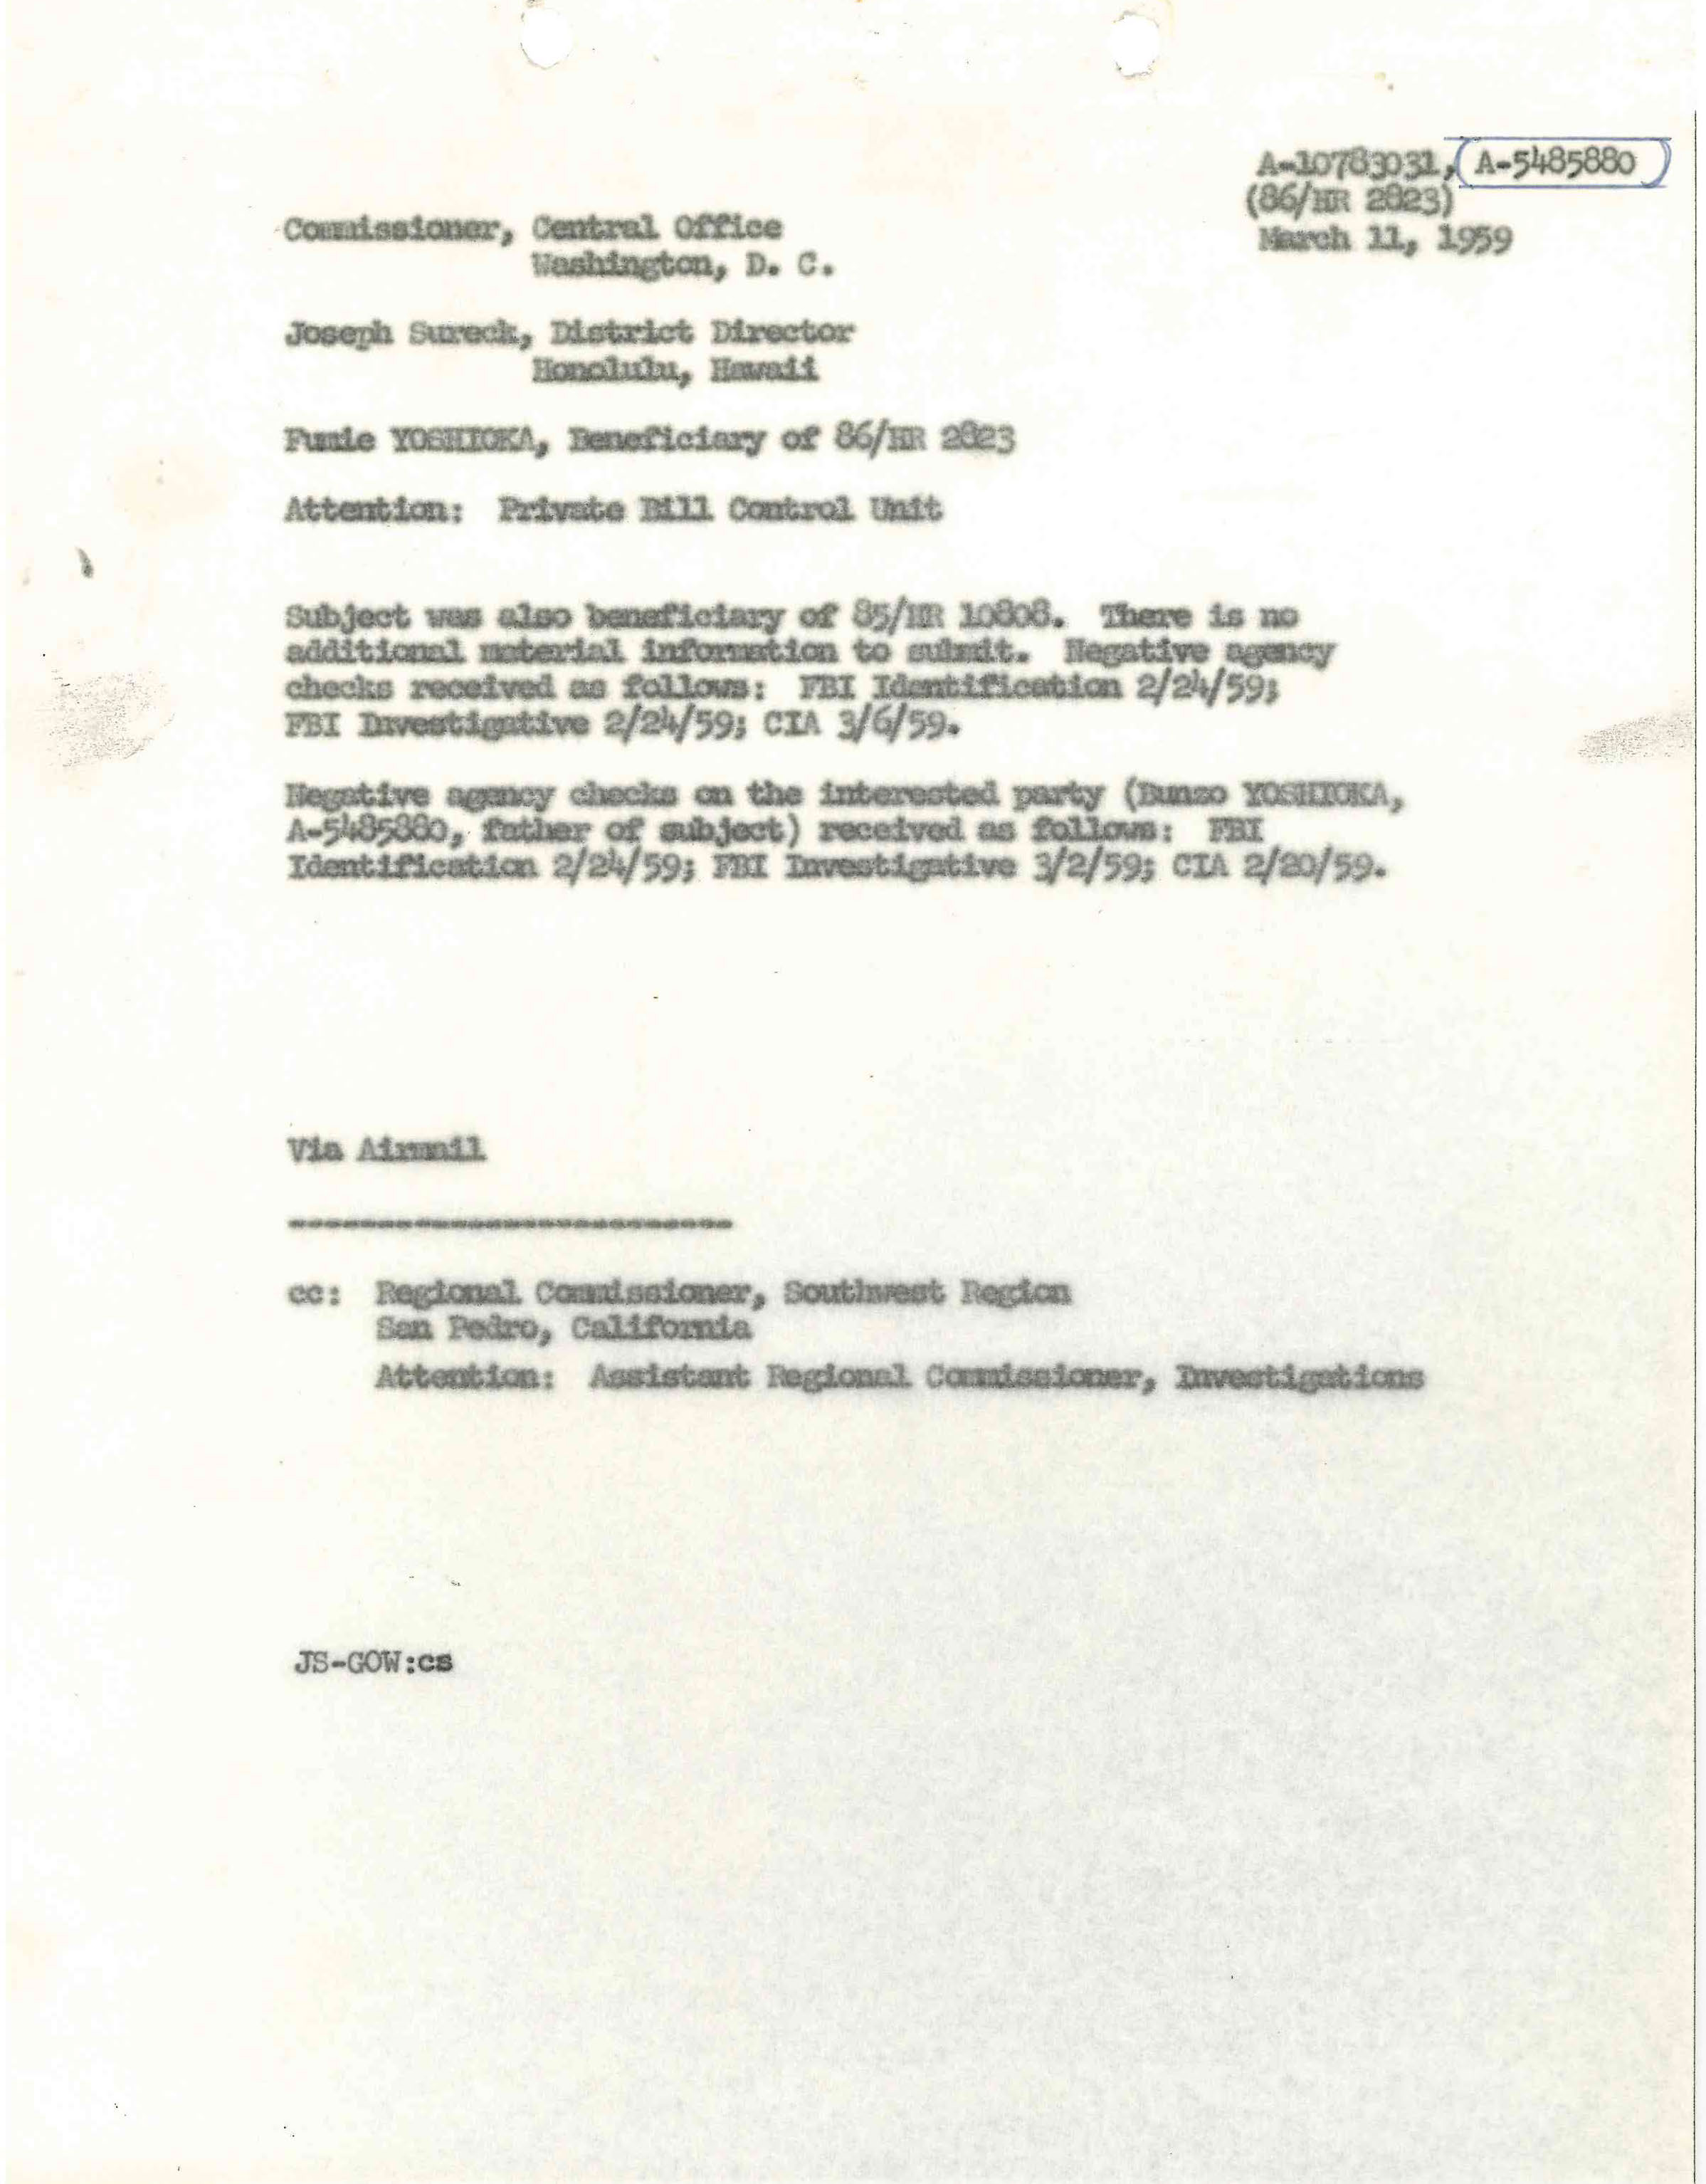 A-10783031, A-5485880
(86/HR 2823)
March 11, 1959
Commissioner, Central Office
Washington, D. C.
Joseph Sureck, District Director
Honolulu, Hawaii
Fumie YOSHIOKA, Beneficiary of 86/HR 2823
Attention: Private Bill Control Unit
Subject was also beneficiary of 85/HR 10808. There is no
additional material information to submit. Negative agency
checks received as follows: FBI Identification 2/24/59;
FBI Investigative 2/24/59; CIA 3/6/59.
Negative agency checks on the interested party (Bunzo YOSHIOKA,
A-5485880, father of subject) received as follows: FBI
Identification 2/24/59; FBI Investigative 3/2/59; CIA 2/20/59.
Via Airmail
-------------------------
cc: Regional Commissioner, Southwest Region
San Pedro, California
Attention: Assistant Regional Commissioner, Investigations
JS-GOW:cs